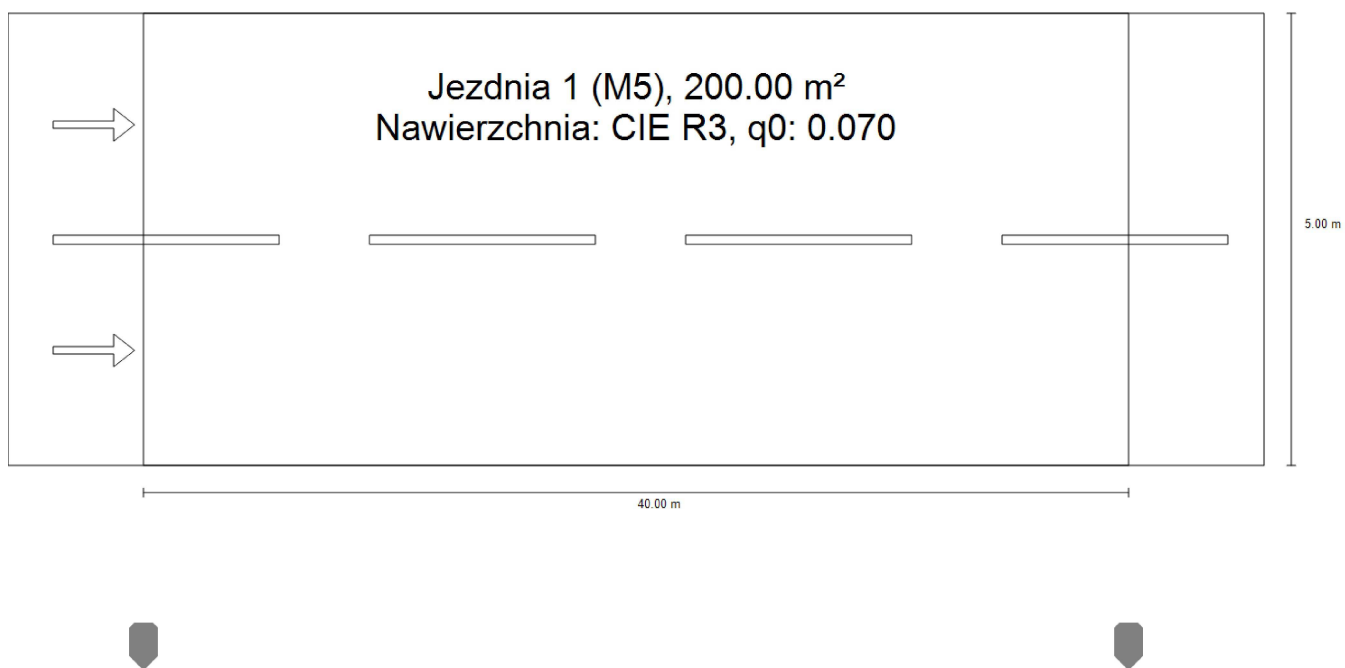 Jezdnia 1 (M5), 200.00 m²
Nawierzchnia: CIE R3, q0: 0.070
5.00 m
40.00 m